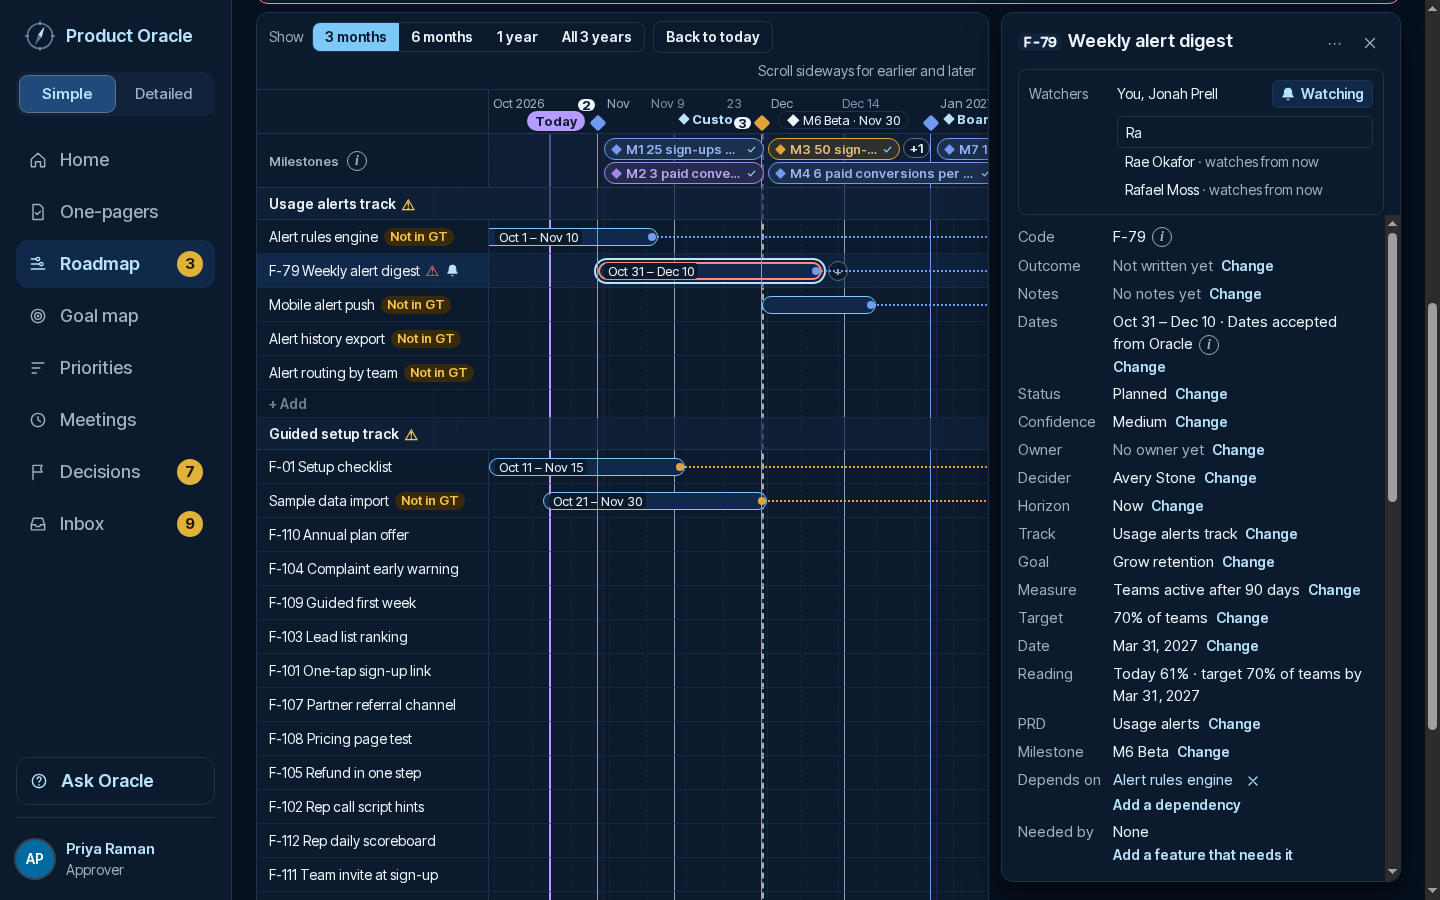 Product Oracle
Simple
Detailed
Home
One-pagers
Roadmap
3
Goal map
Priorities
Meetings
Decisions
7
Inbox
9
Ask Oracle
AP
Priya Raman
Approver
Show
3 months
6 months
1 year
All 3 years
Back to today
Scroll sideways for earlier and later
Oct 2026
2
Nov
Nov 9
23
Dec
Dec 14
Jan 2027
Today
Custo
3
M6 Beta · Nov 30
Boar
Milestones i
M1 25 sign-ups ...
M3 50 sign-...
+1
M7 1
M2 3 paid conve...
M4 6 paid conversions per ...
Usage alerts track
Alert rules engine Not in GT
Oct 1 – Nov 10
F-79 Weekly alert digest
Oct 31 – Dec 10
Mobile alert push Not in GT
Alert history export Not in GT
Alert routing by team Not in GT
+ Add
Guided setup track
F-01 Setup checklist
Oct 11 – Nov 15
Sample data import Not in GT
Oct 21 – Nov 30
F-110 Annual plan offer
F-104 Complaint early warning
F-109 Guided first week
F-103 Lead list ranking
F-101 One-tap sign-up link
F-107 Partner referral channel
F-108 Pricing page test
F-105 Refund in one step
F-102 Rep call script hints
F-112 Rep daily scoreboard
F-111 Team invite at sign-up
F-79 Weekly alert digest
Watchers You, Jonah Prell Watching
Ra
Rae Okafor · watches from now
Rafael Moss · watches from now
Code F-79 i
Outcome Not written yet Change
Notes No notes yet Change
Dates Oct 31 – Dec 10 · Dates accepted
from Oracle i
Change
Status Planned Change
Confidence Medium Change
Owner No owner yet Change
Decider Avery Stone Change
Horizon Now Change
Track Usage alerts track Change
Goal Grow retention Change
Measure Teams active after 90 days Change
Target 70% of teams Change
Date Mar 31, 2027 Change
Reading Today 61% · target 70% of teams by
Mar 31, 2027
PRD Usage alerts Change
Milestone M6 Beta Change
Depends on Alert rules engine
Add a dependency
Needed by None
Add a feature that needs it